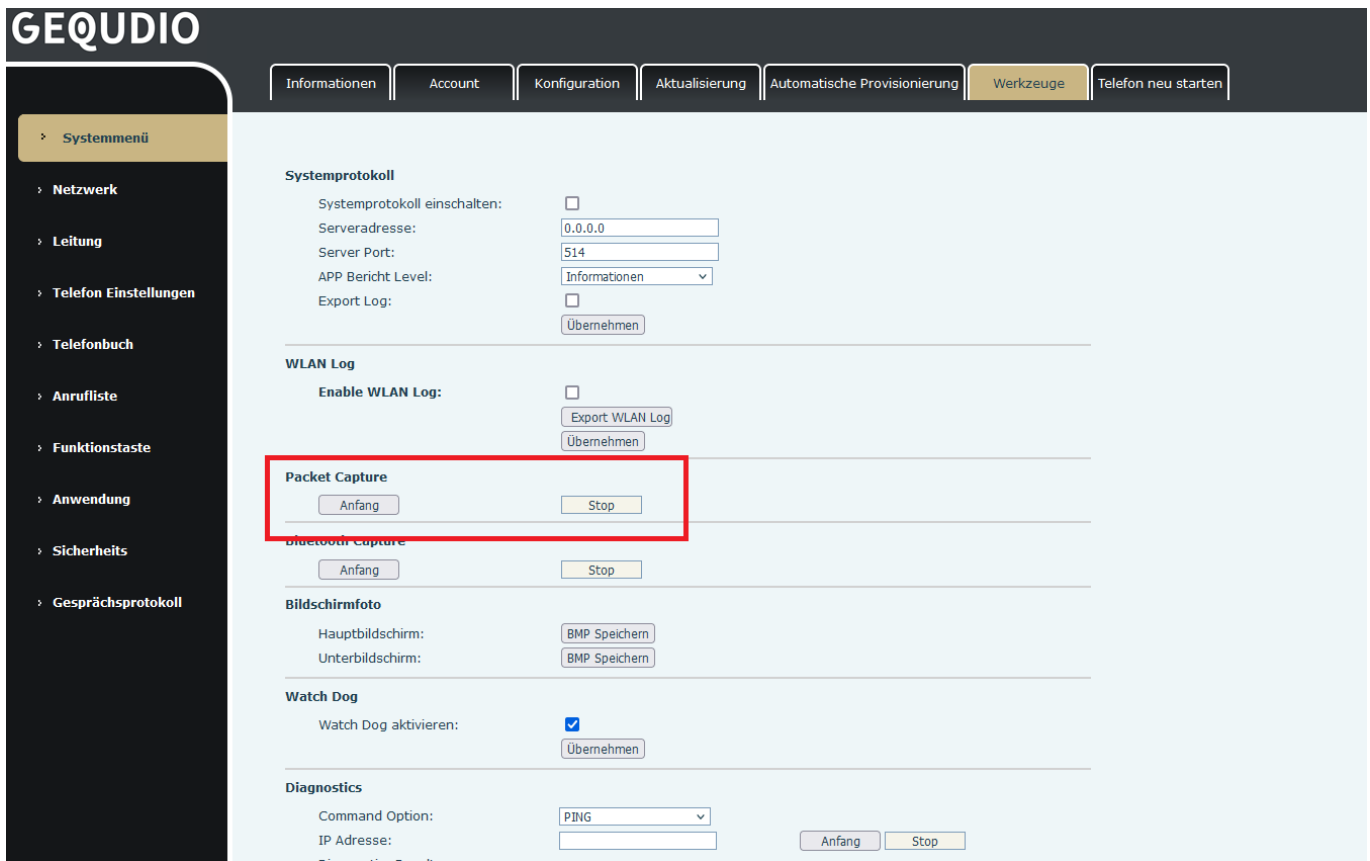 GEQUDIO
Informationen Account Konfiguration Aktualisierung Automatische Provisionierung Werkzeuge Telefon neu starten
Systemmenü
Netzwerk
Leitung
Telefon Einstellungen
Telefonbuch
Anrufliste
Funktionstaste
Anwendung
Sicherheits
Gesprächsprotokoll
Systemprotokoll
Systemprotokoll einschalten:
Serveradresse: 0.0.0.0
Server Port: 514
APP Bericht Level: Informationen
Export Log:
Übernehmen
WLAN Log
Enable WLAN Log:
Export WLAN Log
Übernehmen
Packet Capture
Anfang Stop
Bluetooth Capture
Anfang Stop
Bildschirmfoto
Hauptbildschirm: BMP Speichern
Unterbildschirm: BMP Speichern
Watch Dog
Watch Dog aktivieren:
Übernehmen
Diagnostics
Command Option: PING
IP Adresse: Anfang Stop